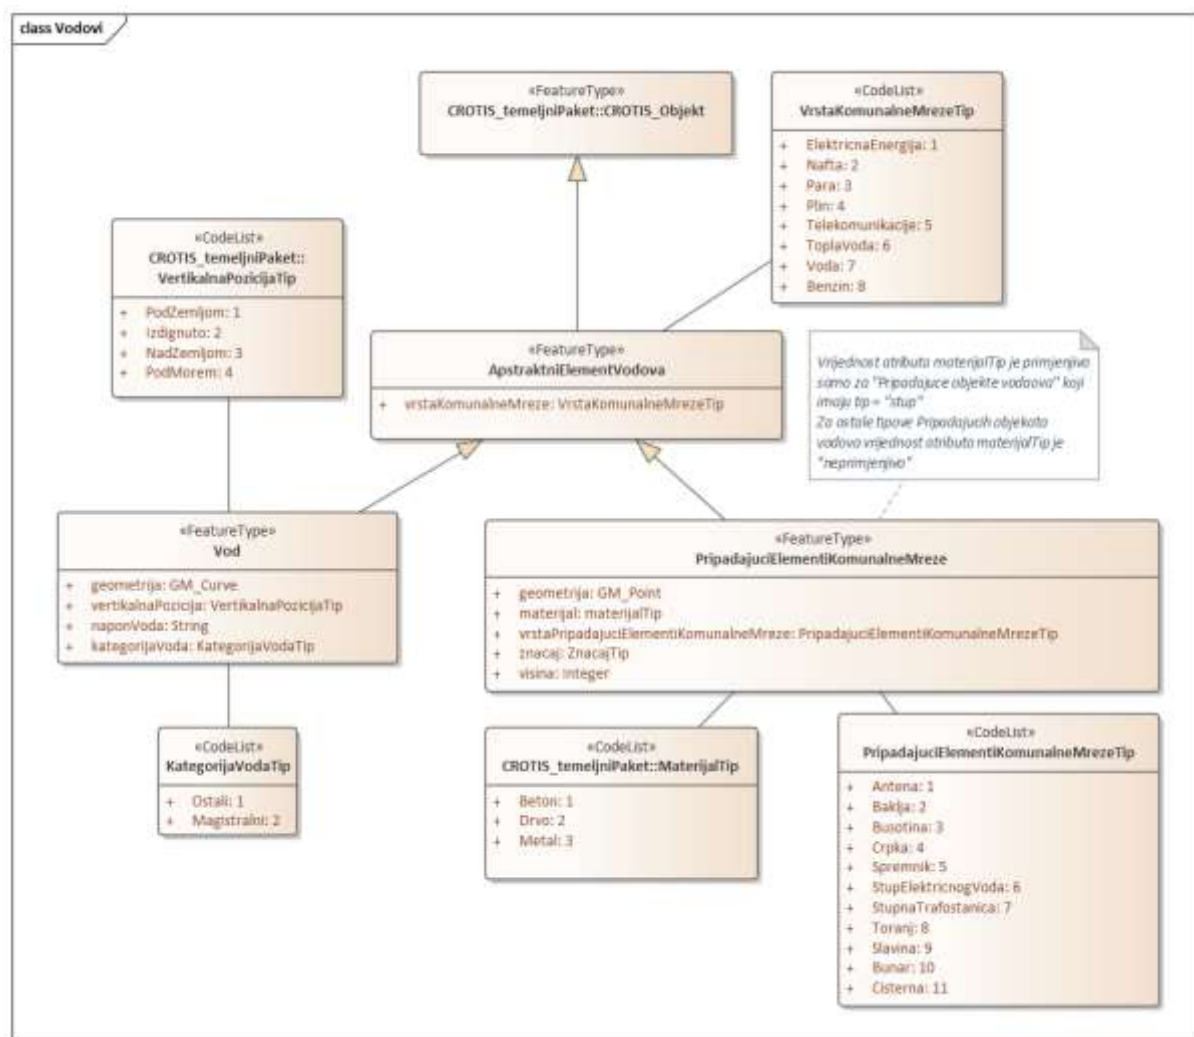 class Vodovi
«FeatureType»
CROTIS_temeljniPaket::CROTIS_Objekt
«CodeList»
VrstaKomunalneMrezeTip
+ ElektricnaEnergija: 1
+ Nafta: 2
+ Para: 3
+ Plin: 4
+ Telekomunikacije: 5
+ ToplaVoda: 6
+ Voda: 7
+ Benzin: 8
«CodeList»
CROTIS_temeljniPaket::
VertikalnaPozicijaTip
+ PodZemljom: 1
+ Izdignuto: 2
+ NadZemljom: 3
+ PodMorem: 4
«FeatureType»
ApstraktniElementVodova
+ vrstaKomunalneMreze: VrstaKomunalneMrezeTip
Vrijednost atributa materijalTip je primjenjiva
samo za "Pripadajuce objekte vodaova" koji
imaju tip = "stup"
Za ostale tipove Pripadajucih objekata
vodova vrijednost atributa materijalTip je
"neprimjenjivo"
«FeatureType»
Vod
+ geometrija: GM_Curve
+ vertikalnaPozicija: VertikalnaPozicijaTip
+ naponVoda: String
+ kategorijaVoda: KategorijaVodaTip
«FeatureType»
PripadajuciElementiKomunalneMreze
+ geometrija: GM_Point
+ materijal: materijalTip
+ vrstaPripadajuciElementiKomunalneMreze: PripadajuciElementiKomunalneMrezeTip
+ znacaj: ZnacajTip
+ visina: Integer
«CodeList»
KategorijaVodaTip
+ Ostali: 1
+ Magistralni: 2
«CodeList»
CROTIS_temeljniPaket::MaterijalTip
+ Beton: 1
+ Drvo: 2
+ Metal: 3
«CodeList»
PripadajuciElementiKomunalneMrezeTip
+ Antena: 1
+ Baklja: 2
+ Busotina: 3
+ Crpka: 4
+ Spremnik: 5
+ StupElektricnogVoda: 6
+ StupnaTrafostanica: 7
+ Toranj: 8
+ Slavina: 9
+ Bunar: 10
+ Cisterna: 11